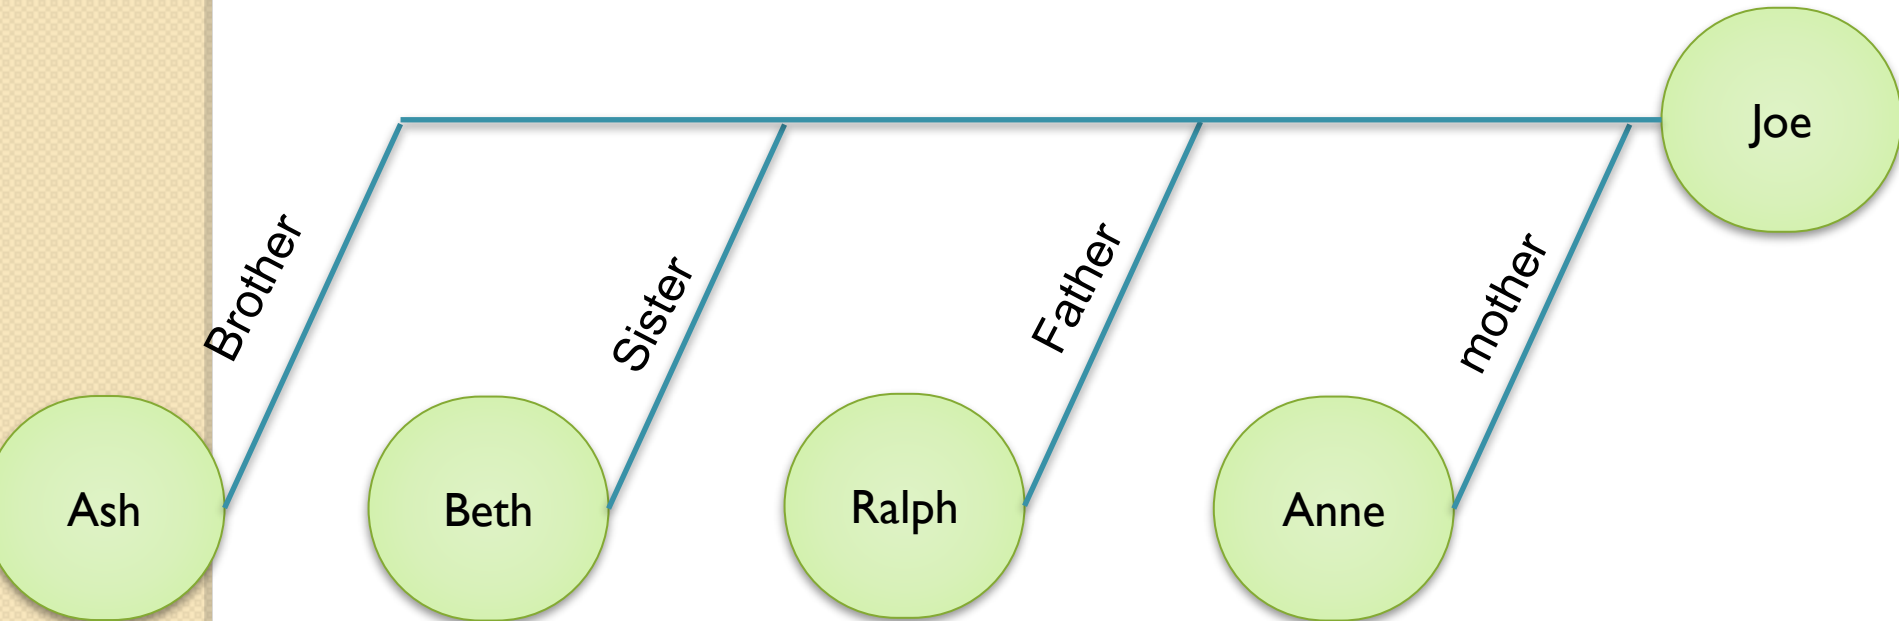 Joe
Brother
Sister
Father
mother
Ash
Beth
Ralph
Anne